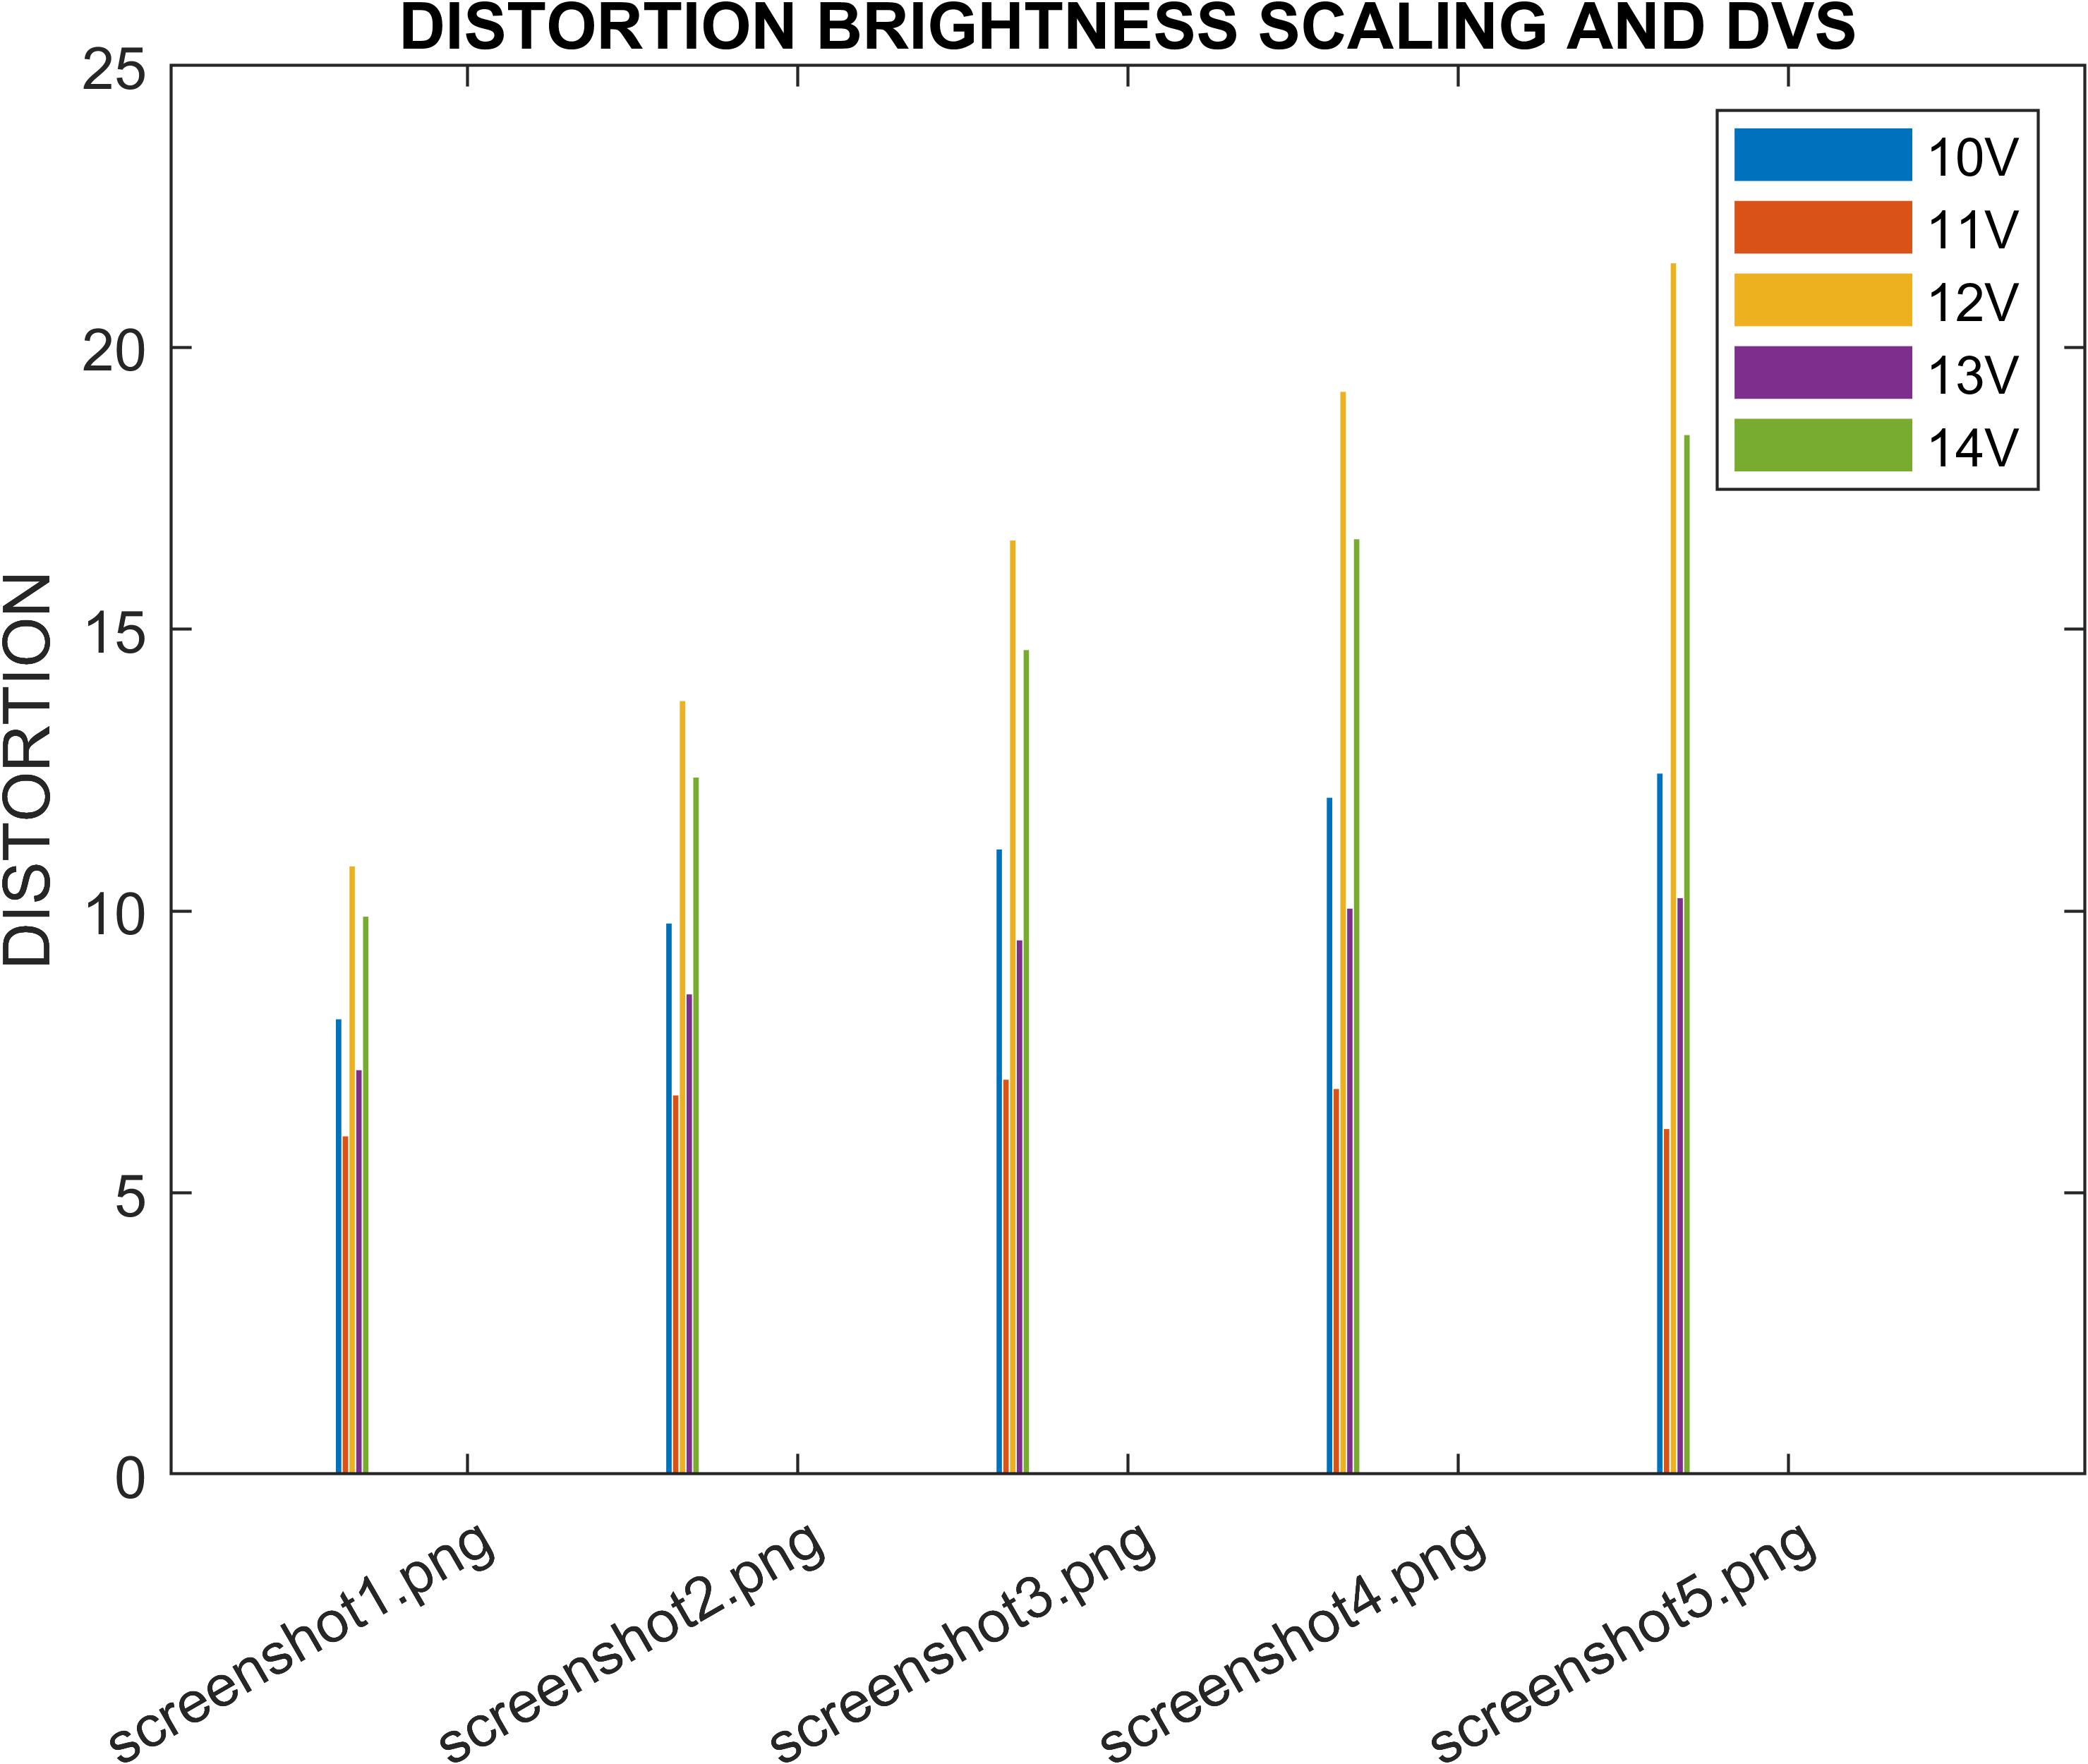 DISTORTION BRIGHTNESS SCALING AND DVS
25
20
15
10
5
0
DISTORTION
10V
11V
12V
13V
14V
screenshot1.png
screenshot2.png
screenshot3.png
screenshot4.png
screenshot5.png